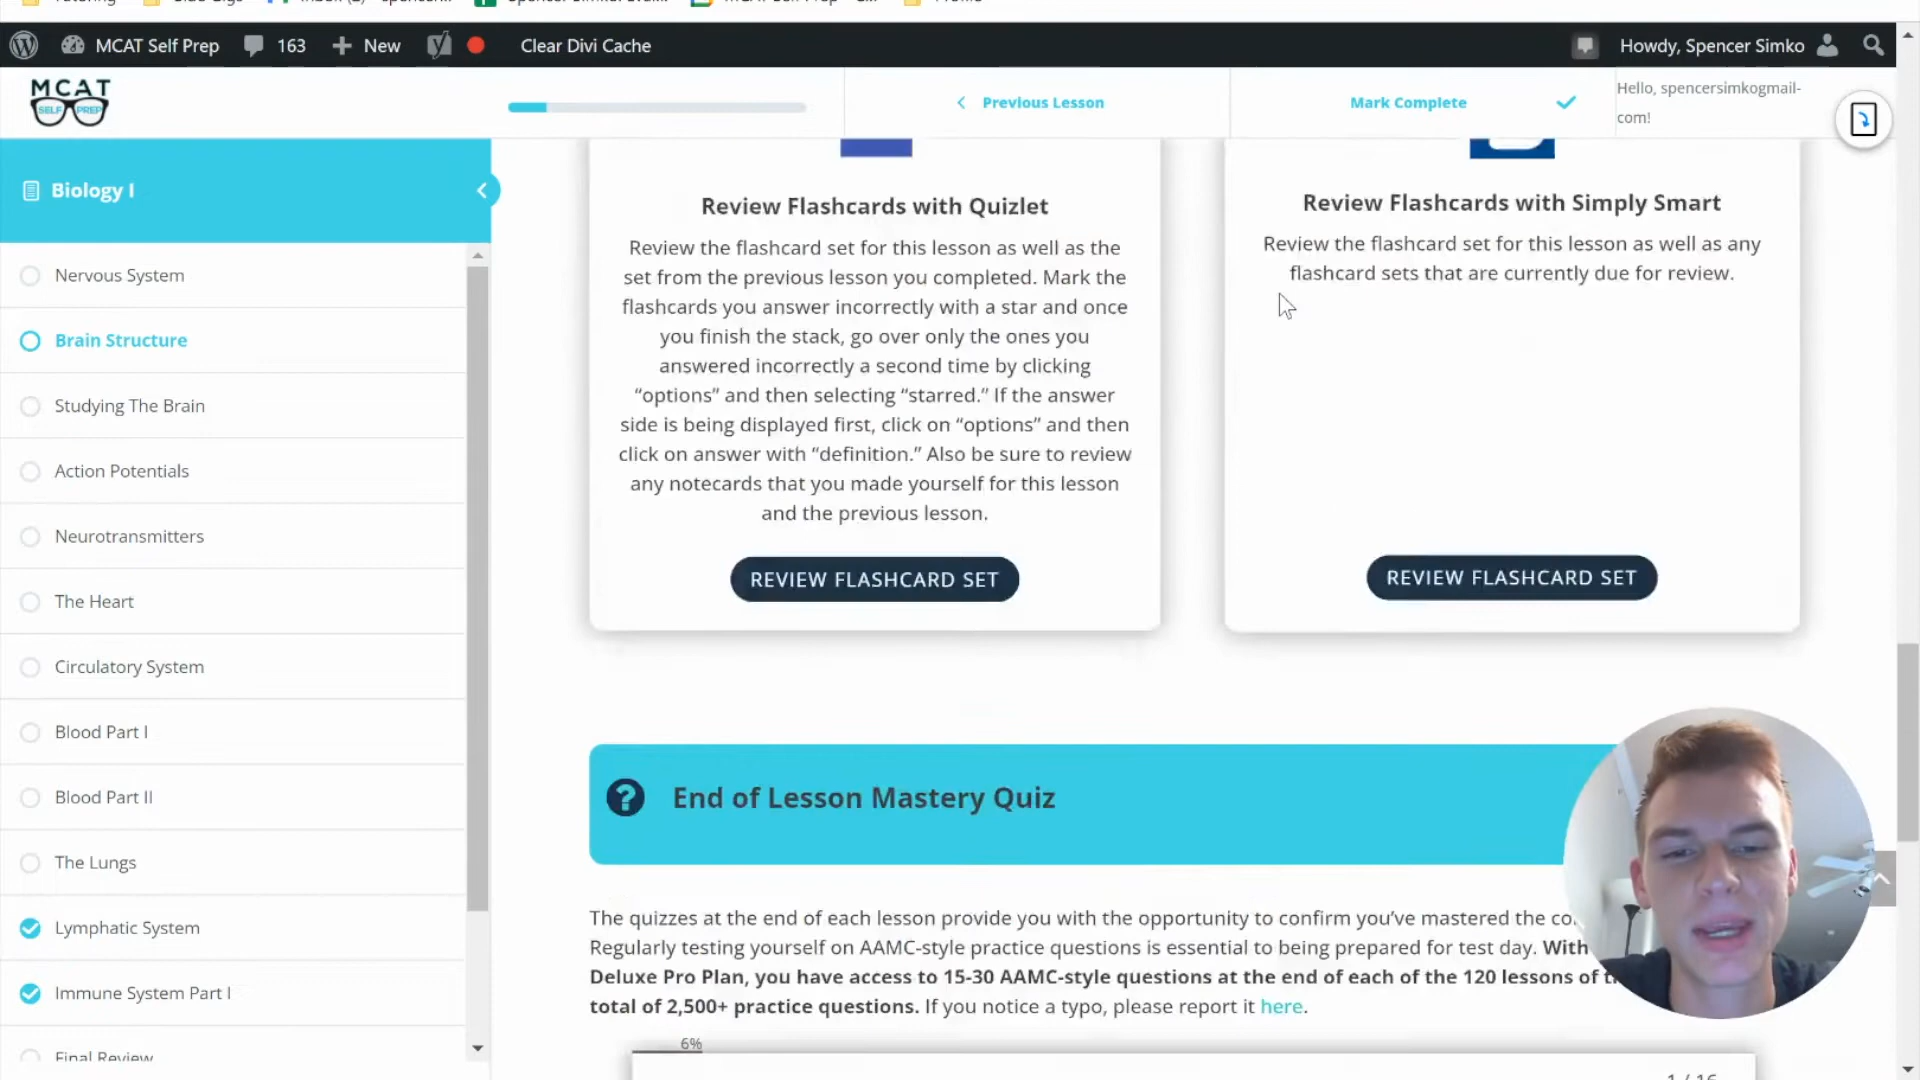 MCAT Self Prep 163 New Clear Divi Cache Howdy, Spencer Simko
MCAT
SELF PREP
Previous Lesson
Mark Complete
Hello, spencersimkogmail-
com!
Biology I
Nervous System
Brain Structure
Studying The Brain
Action Potentials
Neurotransmitters
The Heart
Circulatory System
Blood Part I
Blood Part II
The Lungs
Lymphatic System
Immune System Part I
Final Review
Review Flashcards with Quizlet
Review the flashcard set for this lesson as well as the
set from the previous lesson you completed. Mark the
flashcards you answer incorrectly with a star and once
you finish the stack, go over only the ones you
answered incorrectly a second time by clicking
“options” and then selecting “starred.” If the answer
side is being displayed first, click on “options” and then
click on answer with “definition.” Also be sure to review
any notecards that you made yourself for this lesson
and the previous lesson.
REVIEW FLASHCARD SET
Review Flashcards with Simply Smart
Review the flashcard set for this lesson as well as any
flashcard sets that are currently due for review.
REVIEW FLASHCARD SET
End of Lesson Mastery Quiz
The quizzes at the end of each lesson provide you with the opportunity to confirm you’ve mastered the
Regularly testing yourself on AAMC-style practice questions is essential to being prepared for test day. With
Deluxe Pro Plan, you have access to 15-30 AAMC-style questions at the end of each of the 120 lessons of
total of 2,500+ practice questions. If you notice a typo, please report it here.
6%
1 / 16